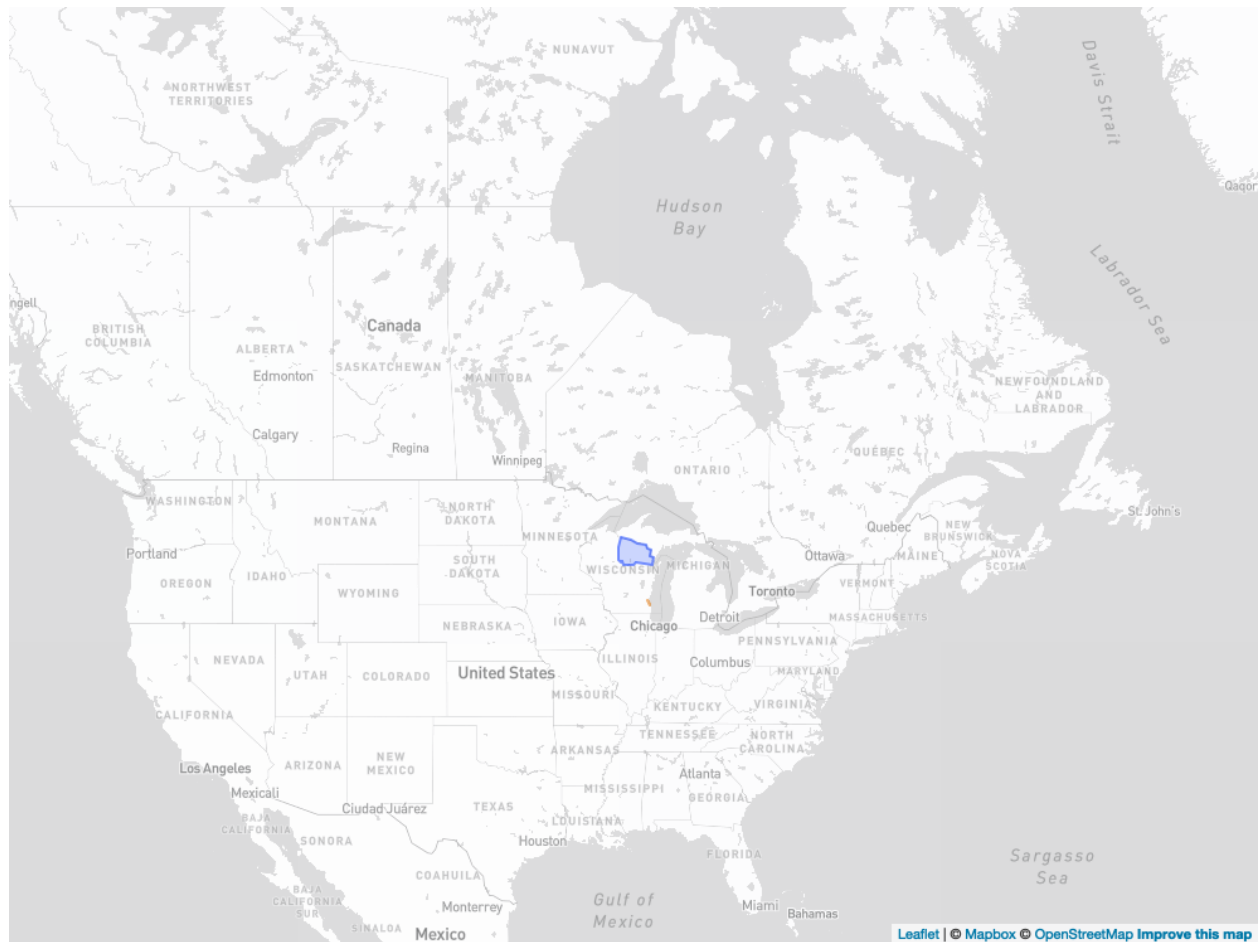 NUNAVUT
Davis Strait
NORTHWEST
TERRITORIES
Qaqor
Hudson
Bay
Labrador Sea
ngell
BRITISH
COLUMBIA
Canada
ALBERTA
Edmonton
SASKATCHEWAN
MANITOBA
NEWFOUNDLAND
AND
LABRADOR
Calgary
Regina
Winnipeg
ONTARIO
QUÉBEC
WASHINGTON
MONTANA
NORTH
DAKOTA
MINNESOTA
Quebec
NEW
BRUNSWICK
St. John's
Portland
OREGON
IDAHO
SOUTH
DAKOTA
WISCONSIN
MICHIGAN
Ottawa
MAINE
NOVA
SCOTIA
WYOMING
Toronto
VERMONT
NEBRASKA
IOWA
Chicago
Detroit
MASSACHUSETTS
NEVADA
UTAH
COLORADO
United States
ILLINOIS
Columbus
PENNSYLVANIA
MARYLAND
CALIFORNIA
MISSOURI
KENTUCKY
VIRGINIA
TENNESSEE
NORTH
CAROLINA
Los Angeles
ARIZONA
NEW
MEXICO
ARKANSAS
Atlanta
Mexicali
MISSISSIPPI
GEORGIA
BAJA
CALIFORNIA
Ciudad Juárez
TEXAS
LOUISIANA
SONORA
Houston
FLORIDA
COAHUILA
Sargasso
Sea
BAJA
CALIFORNIA
SUR
Monterrey
Gulf of
Mexico
Miami
Bahamas
SINALOA
Mexico
Leaflet | © Mapbox © OpenStreetMap Improve this map